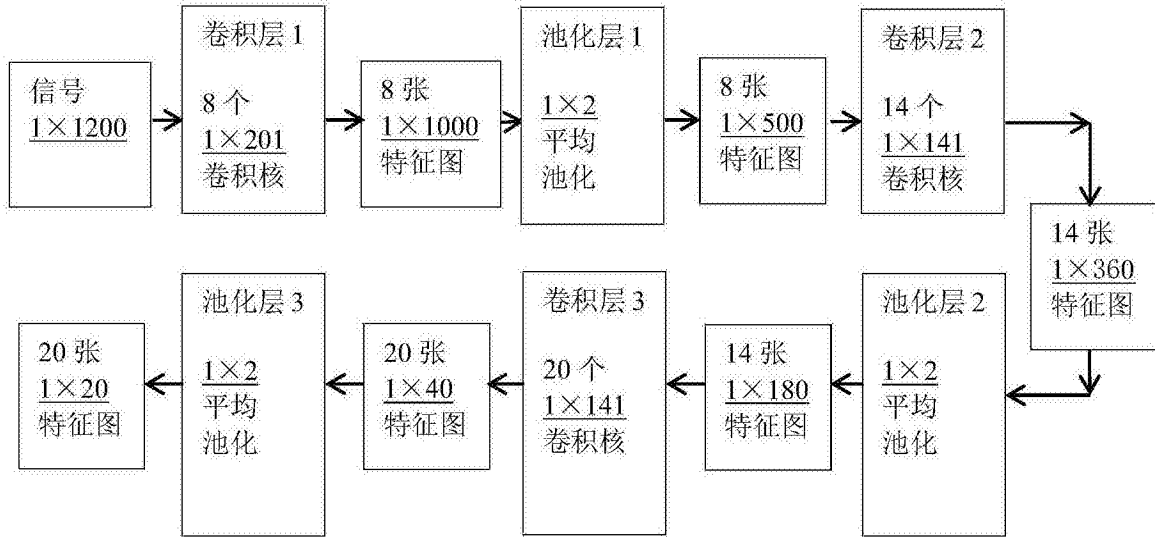 信号
1×1200
卷积层 1
8 个
1×201
卷积核
8 张
1×1000
特征图
池化层 1
1×2
平均
池化
8 张
1×500
特征图
卷积层 2
14 个
1×141
卷积核
14 张
1×360
特征图
池化层 2
1×2
平均
池化
14 张
1×180
特征图
卷积层 3
20 个
1×141
卷积核
20 张
1×40
特征图
池化层 3
1×2
平均
池化
20 张
1×20
特征图